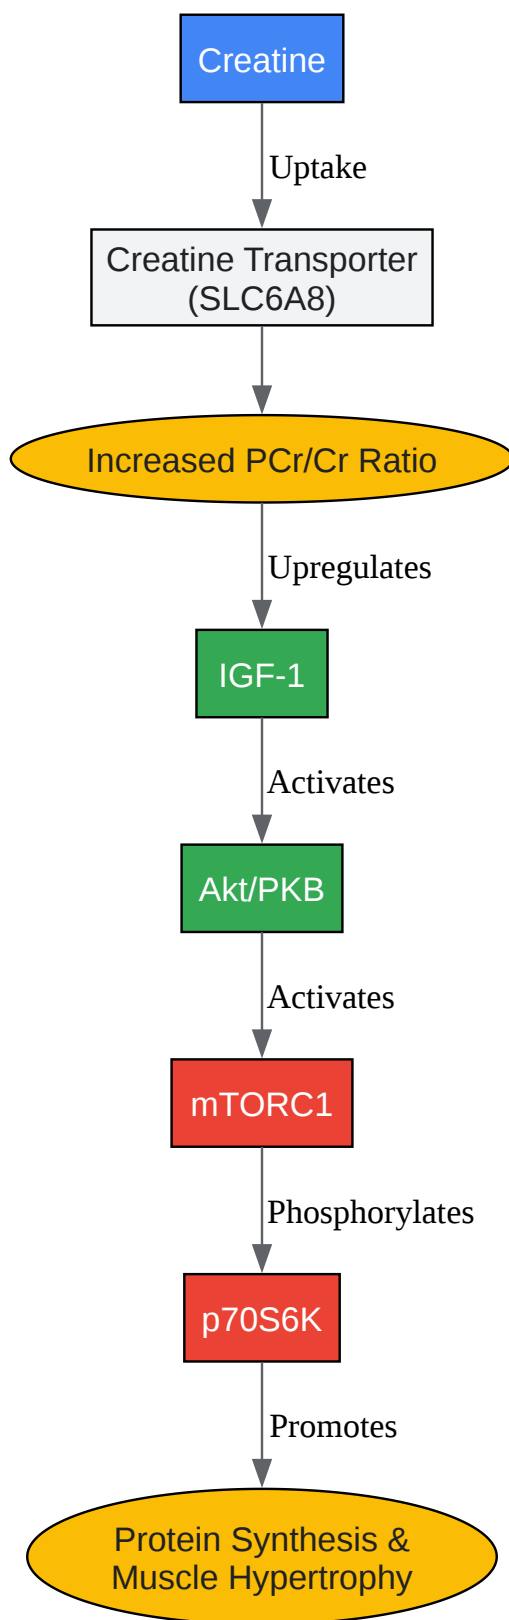 Creatine
Uptake
Creatine Transporter
(SLC6A8)
Increased PCr/Cr Ratio
Upregulates
IGF-1
Activates
Akt/PKB
Activates
mTORC1
Phosphorylates
p70S6K
Promotes
Protein Synthesis &
Muscle Hypertrophy